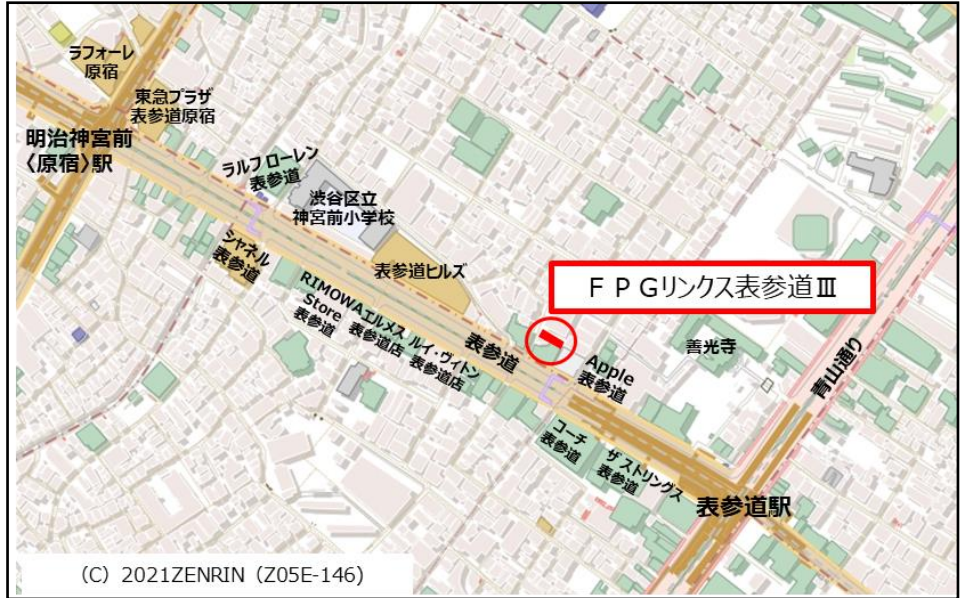 ラフォーレ
原宿
東急プラザ
表参道原宿
明治神宮前
〈原宿〉駅
ラルフ ローレン
表参道
渋谷区立
神宮前小学校
シャネル
表参道
表参道ヒルズ
RIMOWA
Store
表参道
エルメス
表参道店
ルイ・ヴィトン
表参道店
表参道
ＦＰＧリンクス表参道Ⅲ
Apple
表参道
善光寺
青山通り
コーチ
表参道
ザ ストリングス
表参道
表参道駅
(C) 2021ZENRIN (Z05E-146)